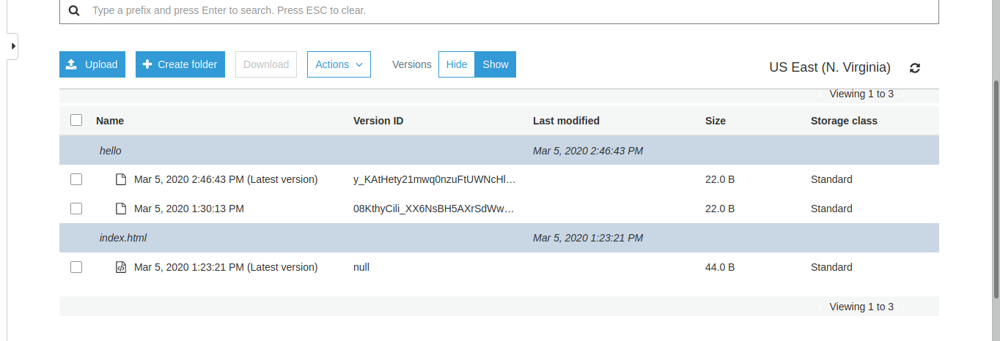 Type a prefix and press Enter to search. Press ESC to clear.
Upload Create folder Download Actions Versions Hide Show US East (N. Virginia)
Viewing 1 to 3
Name Version ID Last modified Size Storage class
hello Mar 5, 2020 2:46:43 PM
Mar 5, 2020 2:46:43 PM (Latest version) y_KAtHety21mwq0nzuFtUWNcHl… 22.0 B Standard
Mar 5, 2020 1:30:13 PM 08KthyCili_XX6NsBH5AXrSdWw… 22.0 B Standard
index.html Mar 5, 2020 1:23:21 PM
Mar 5, 2020 1:23:21 PM (Latest version) null 44.0 B Standard
Viewing 1 to 3